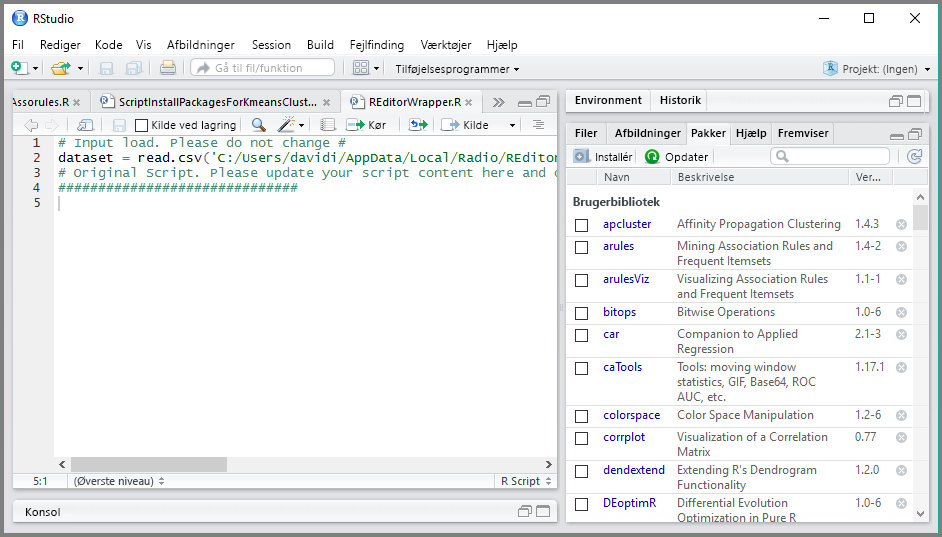 RStudio
Fil Rediger Kode Vis Afbildninger Session Build Fejlfinding Værktøjer Hjælp
Gå til fil/funktion Tilføjelsesprogrammer Projekt: (Ingen)
Assorules.R ScriptInstallPackagesForKmeansClust... REditorWrapper.R
Kilde ved lagring Kør Kilde
1 # Input load. Please do not change #
2 dataset = read.csv('C:/Users/davidi/AppData/Local/Radio/REditor
3 # Original Script. Please update your script content here and
4 ##############################
5
5:1 (Øverste niveau) R Script
Konsol
Environment Historik
Filer Afbildninger Pakker Hjælp Fremviser
Installér Opdater
Navn Beskrivelse Ver...
Brugerbibliotek
apcluster Affinity Propagation Clustering 1.4.3
arules Mining Association Rules and 1.4-2
Frequent Itemsets
arulesViz Visualizing Association Rules 1.1-1
and Frequent Itemsets
bitops Bitwise Operations 1.0-6
car Companion to Applied 2.1-3
Regression
caTools Tools: moving window 1.17.1
statistics, GIF, Base64, ROC
AUC, etc.
colorspace Color Space Manipulation 1.2-6
corrplot Visualization of a Correlation 0.77
Matrix
dendextend Extending R's Dendrogram 1.2.0
Functionality
DEoptimR Differential Evolution 1.0-6
Optimization in Pure R